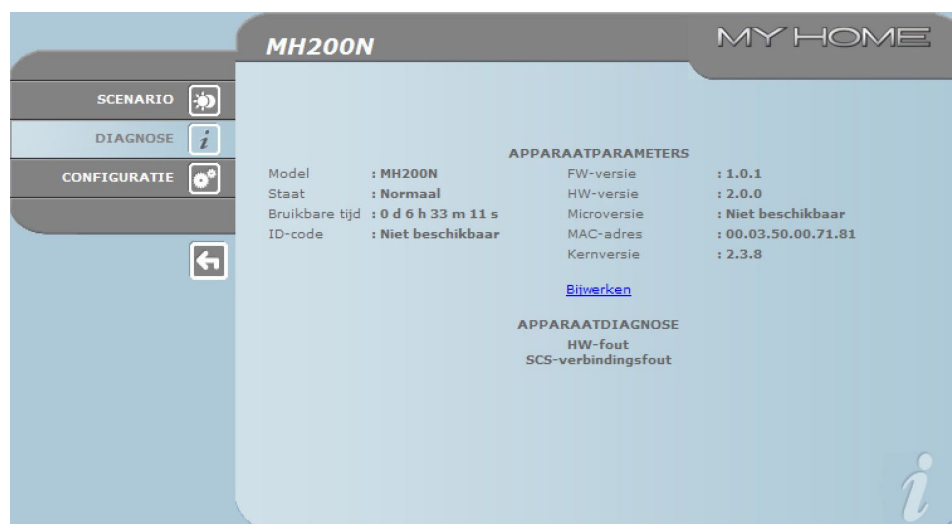 MH200N
MY HOME
SCENARIO
DIAGNOSE
CONFIGURATIE
APPARAATPARAMETERS
Model : MH200N FW-versie : 1.0.1
Staat : Normaal HW-versie : 2.0.0
Bruikbare tijd : 0 d 6 h 33 m 11 s Microversie : Niet beschikbaar
ID-code : Niet beschikbaar MAC-adres : 00.03.50.00.71.81
Kernversie : 2.3.8
Bijwerken
APPARAATDIAGNOSE
HW-fout
SCS-verbindingsfout